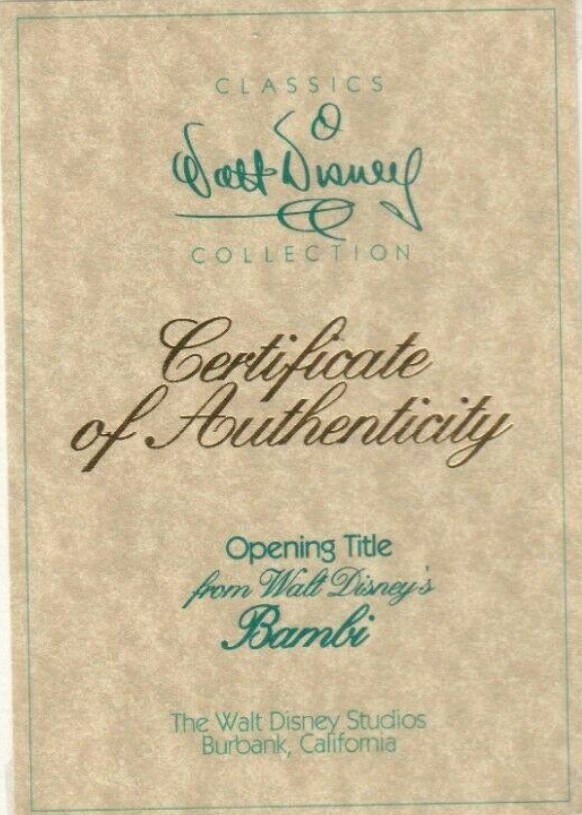 CLASSICS
Walt Disney
COLLECTION
Certificate
of Authenticity
Opening Title
from Walt Disney's
Bambi
The Walt Disney Studios
Burbank, California